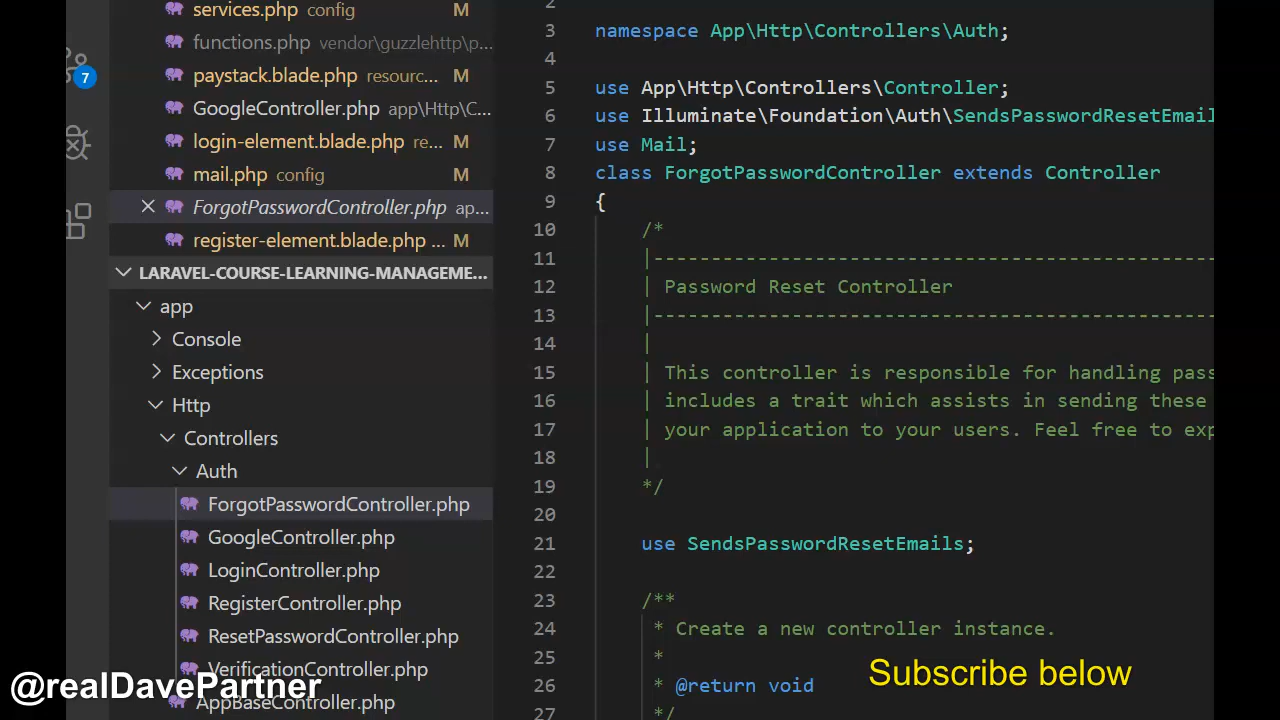 services.php config M
functions.php vendor\guzzlehttp\p...
paystack.blade.php resourc... M
GoogleController.php app\Http\C...
login-element.blade.php re... M
mail.php config M
ForgotPasswordController.php ap...
register-element.blade.php ... M
LARAVEL-COURSE-LEARNING-MANAGEME...
app
Console
Exceptions
Http
Controllers
Auth
ForgotPasswordController.php
GoogleController.php
LoginController.php
RegisterController.php
ResetPasswordController.php
VerificationController.php
AppBaseController.php
7
2
3 namespace App\Http\Controllers\Auth;
4
5 use App\Http\Controllers\Controller;
6 use Illuminate\Foundation\Auth\SendsPasswordResetEmail
7 use Mail;
8 class ForgotPasswordController extends Controller
9 {
10 /*
11 |-------------------------------------------------
12 | Password Reset Controller
13 |-------------------------------------------------
14 |
15 | This controller is responsible for handling pass
16 | includes a trait which assists in sending these
17 | your application to your users. Feel free to exp
18 |
19 */
20
21 use SendsPasswordResetEmails;
22
23 /**
24 * Create a new controller instance.
25 *
26 * @return void
27 */
@realDavePartner
Subscribe below